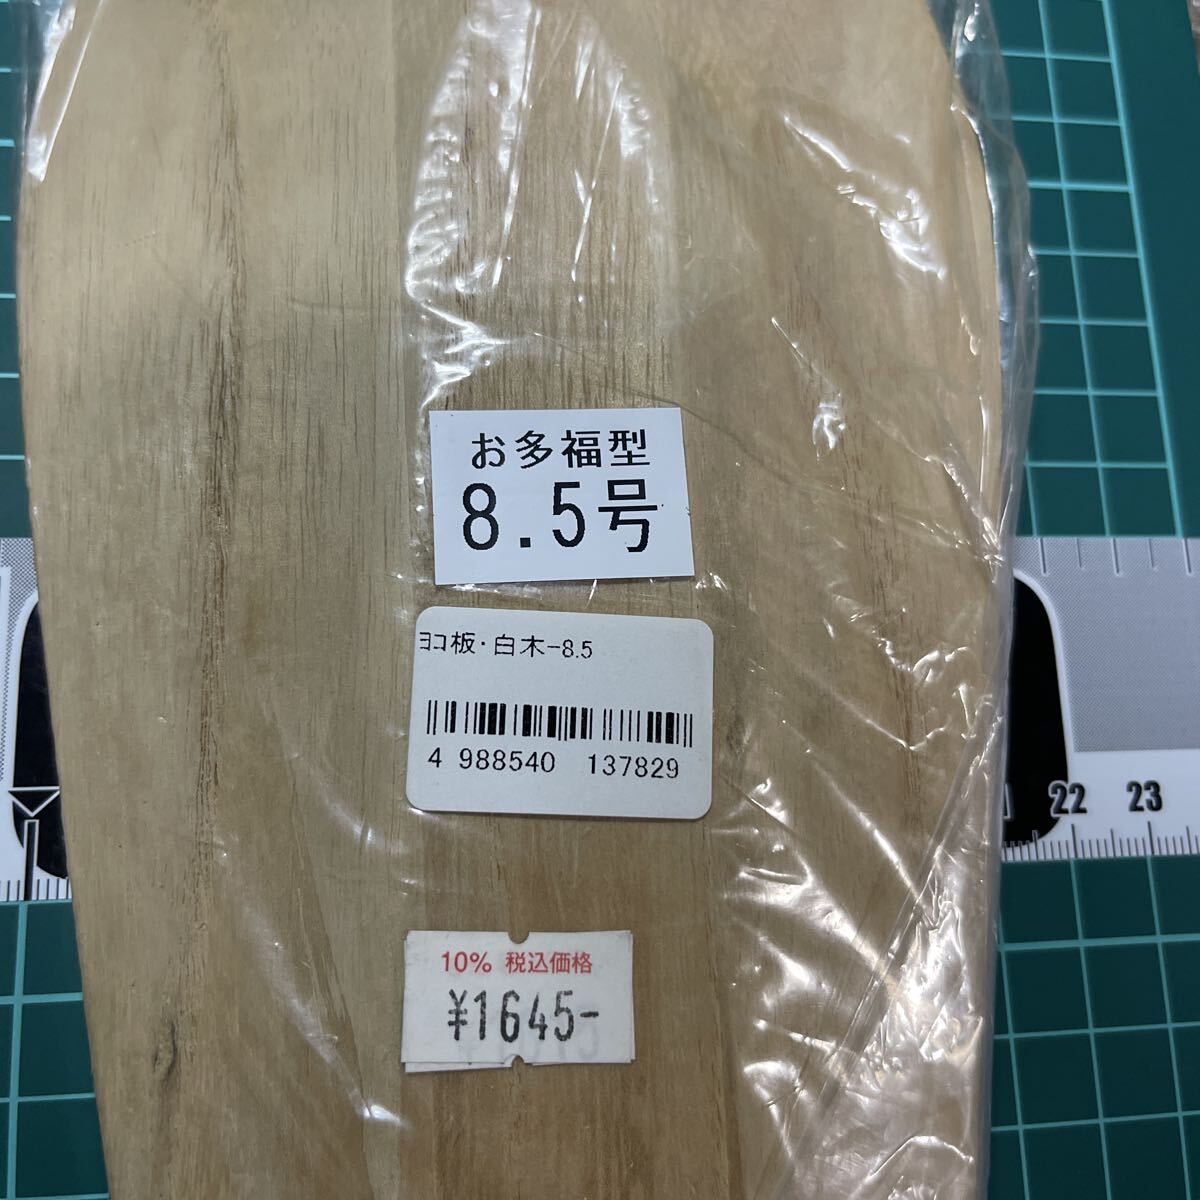 お多福型
8.5号
ヨコ板・白木-8.5
4 988540 137829
22 23
10% 税込価格
¥1645-